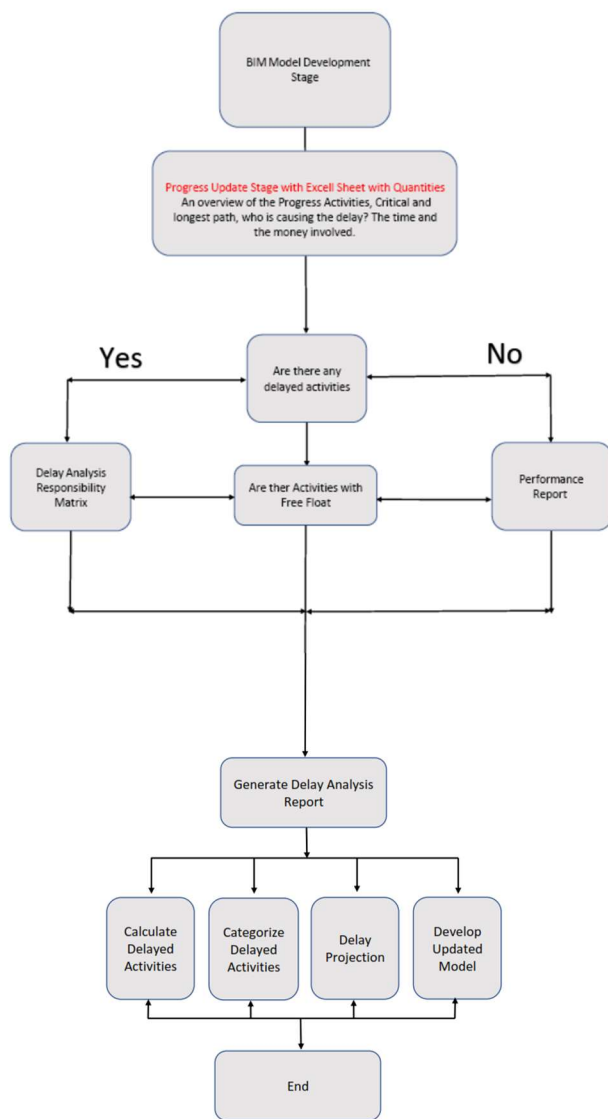 BIM Model Development
Stage
Progress Update Stage with Excell Sheet with Quantities
An overview of the Progress Activities, Critical and
longest path, who is causing the delay? The time and
the money involved.
Yes
No
Are there any
delayed activities
Delay Analysis
Responsibility
Matrix
Are ther Activities with
Free Float
Performance
Report
Generate Delay Analysis
Report
Calculate
Delayed
Activities
Categorize
Delayed
Activities
Delay
Projection
Develop
Updated
Model
End